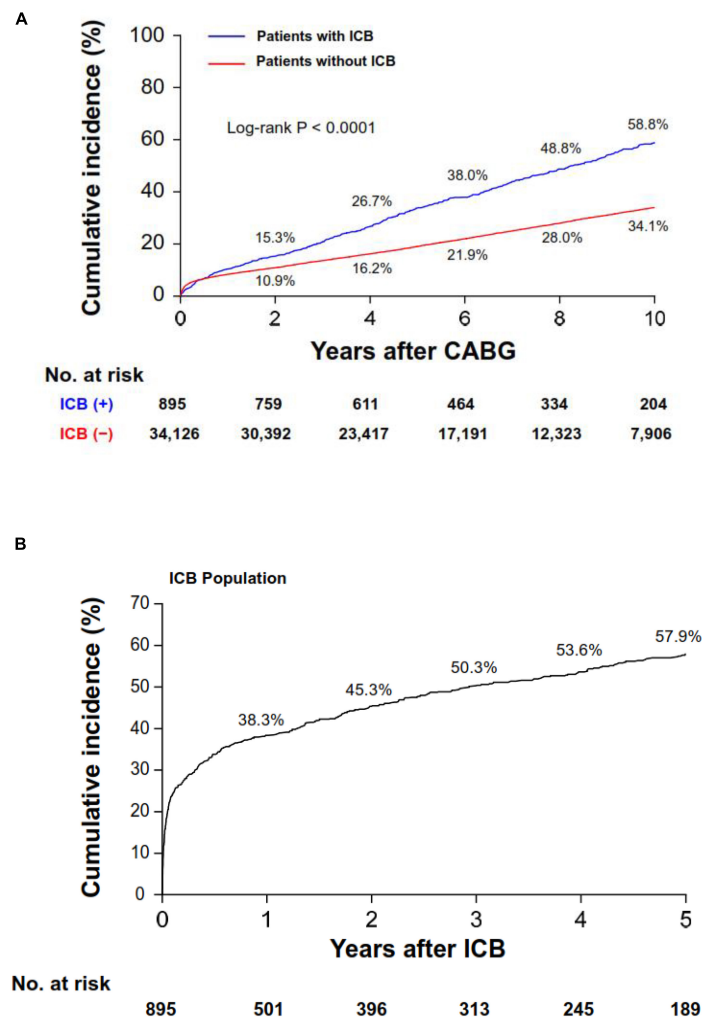 A
Cumulative incidence (%)
100
80
60
40
20
0
Patients with ICB
Patients without ICB
Log-rank P < 0.0001
15.3%
26.7%
38.0%
48.8%
58.8%
10.9%
16.2%
21.9%
28.0%
34.1%
0 2 4 6 8 10
Years after CABG
No. at risk
ICB (+) 895 759 611 464 334 204
ICB (−) 34,126 30,392 23,417 17,191 12,323 7,906
B
ICB Population
Cumulative incidence (%)
70
60
50
40
30
20
10
0
38.3%
45.3%
50.3%
53.6%
57.9%
0 1 2 3 4 5
Years after ICB
No. at risk
895 501 396 313 245 189